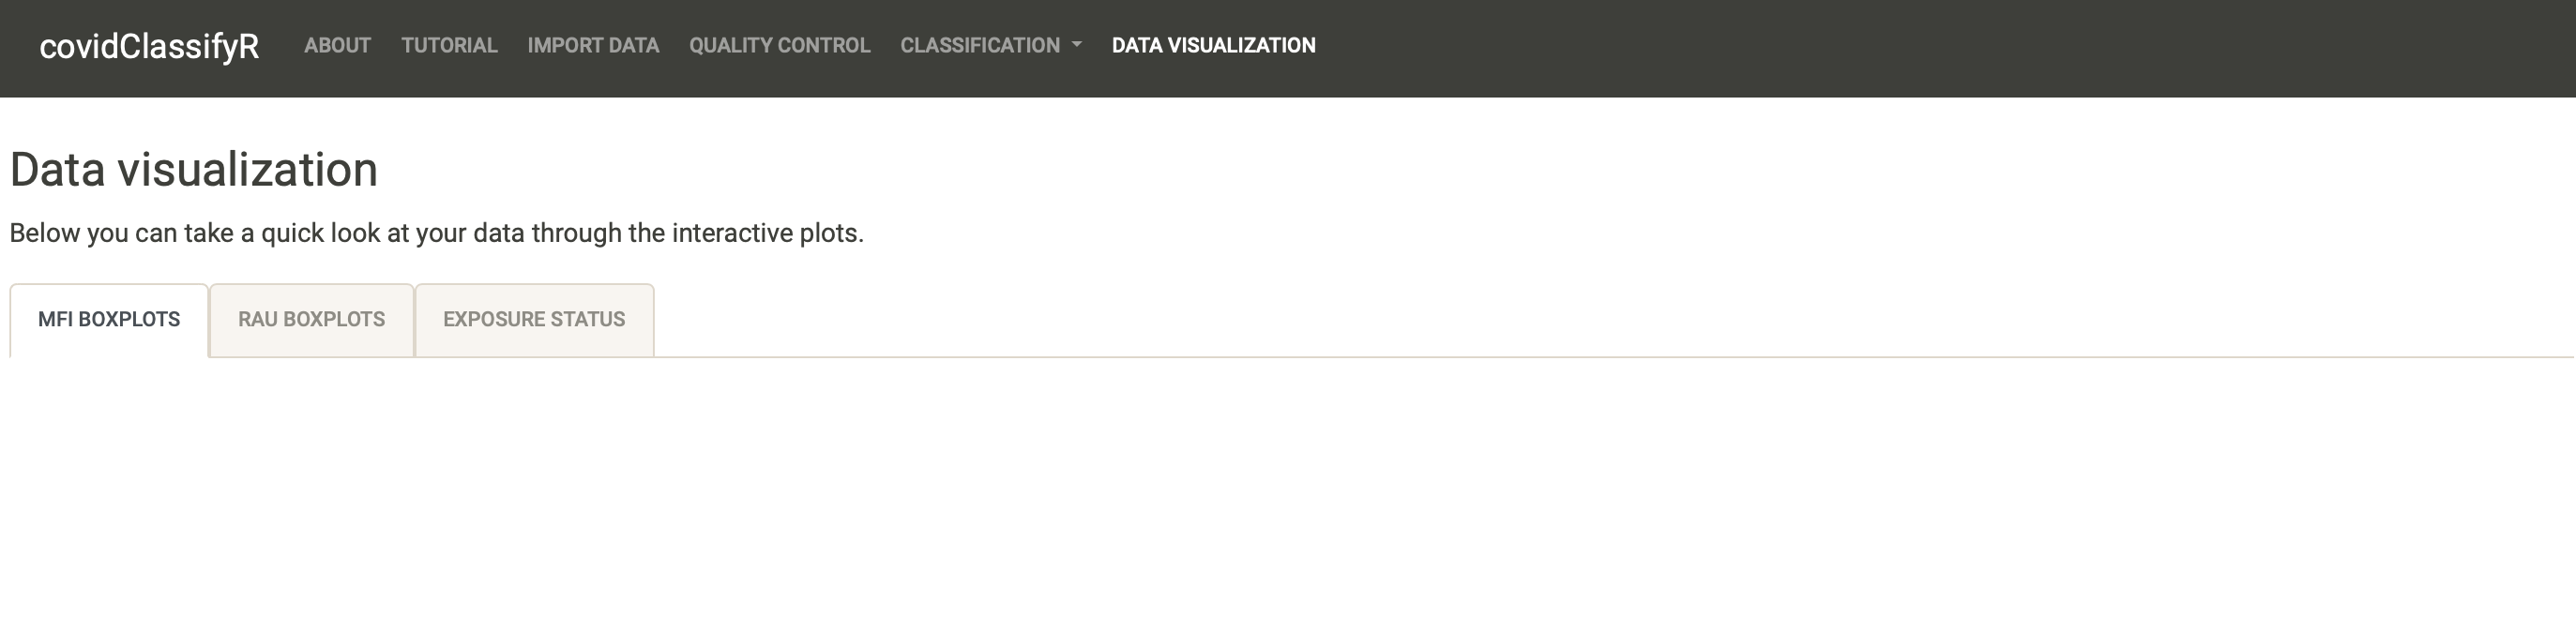 covidClassifyR ABOUT TUTORIAL IMPORT DATA QUALITY CONTROL CLASSIFICATION DATA VISUALIZATION
Data visualization
Below you can take a quick look at your data through the interactive plots.
MFI BOXPLOTS RAU BOXPLOTS EXPOSURE STATUS